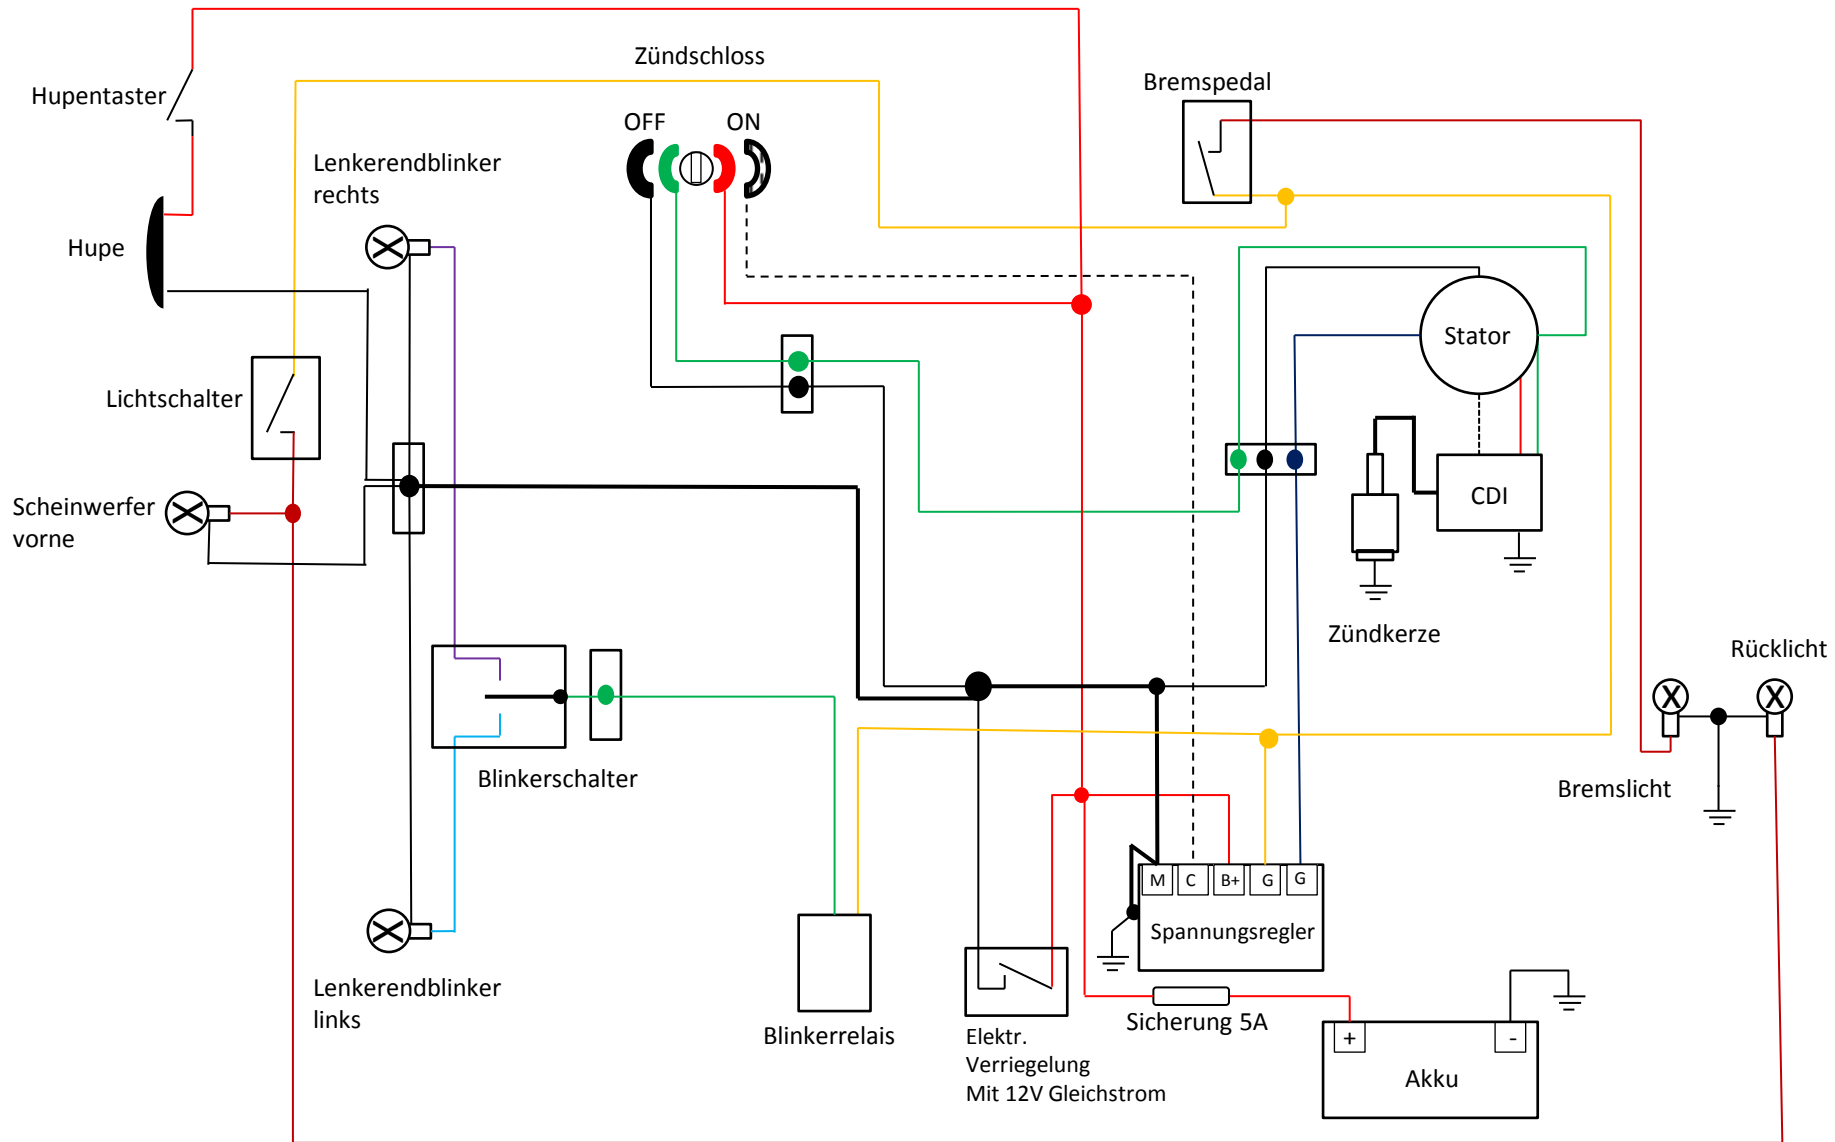 Zündschloss
Bremspedal
Hupentaster
OFF
ON
Lenkerendblinker
rechts
Hupe
Stator
Lichtschalter
CDI
Scheinwerfer
vorne
Zündkerze
Rücklicht
Blinkerschalter
Bremslicht
M
C
B+
G
G
Spannungsregler
Lenkerendblinker
links
Blinkerrelais
Sicherung 5A
Elektr.
Verriegelung
Mit 12V Gleichstrom
+
-
Akku